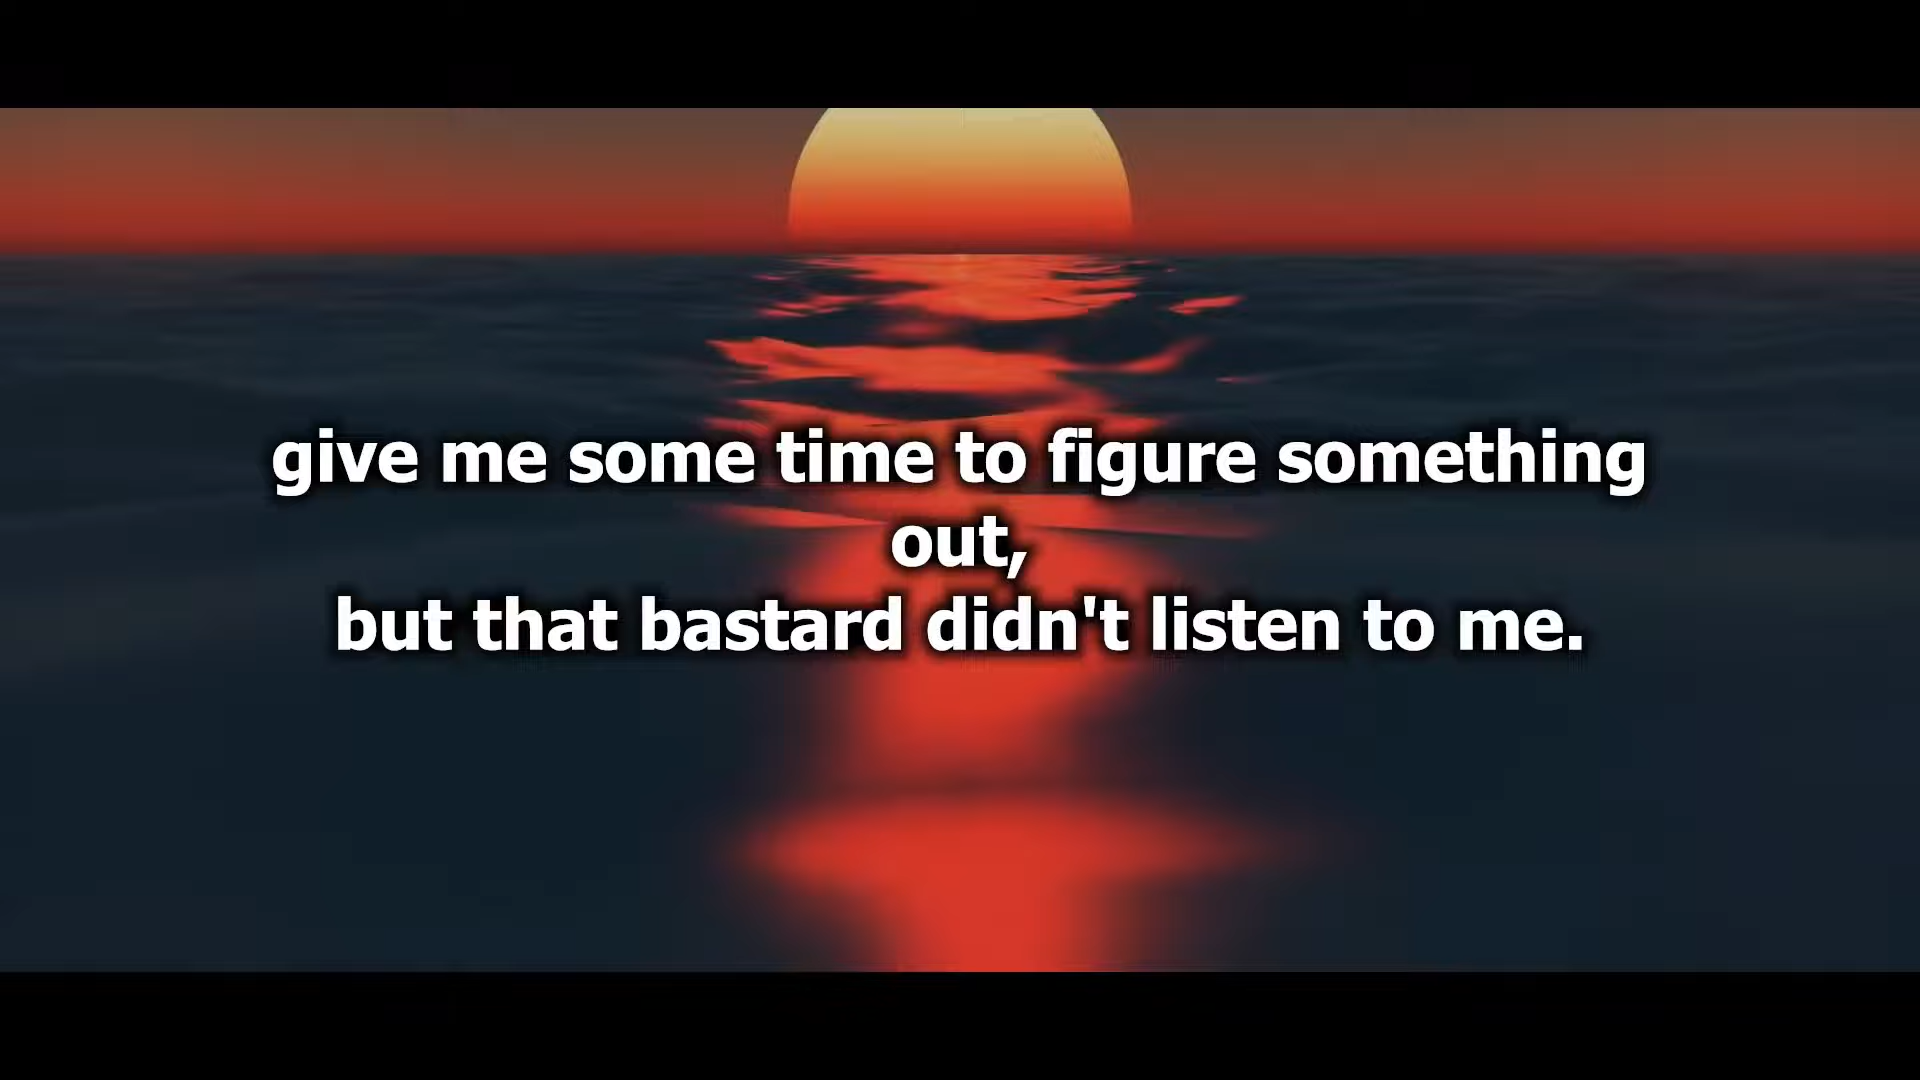 give me some time to figure something
out,
but that bastard didn't listen to me.